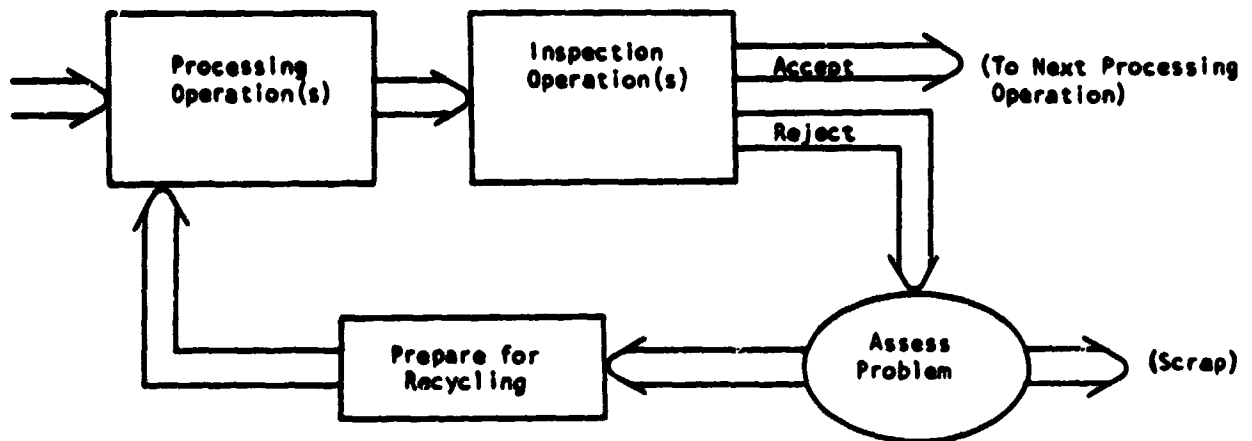 Processing
Operation(s)
Inspection
Operation(s)
Accept
(To Next Processing
Operation)
Reject
Assess
Problem
(Scrap)
Prepare for
Recycling